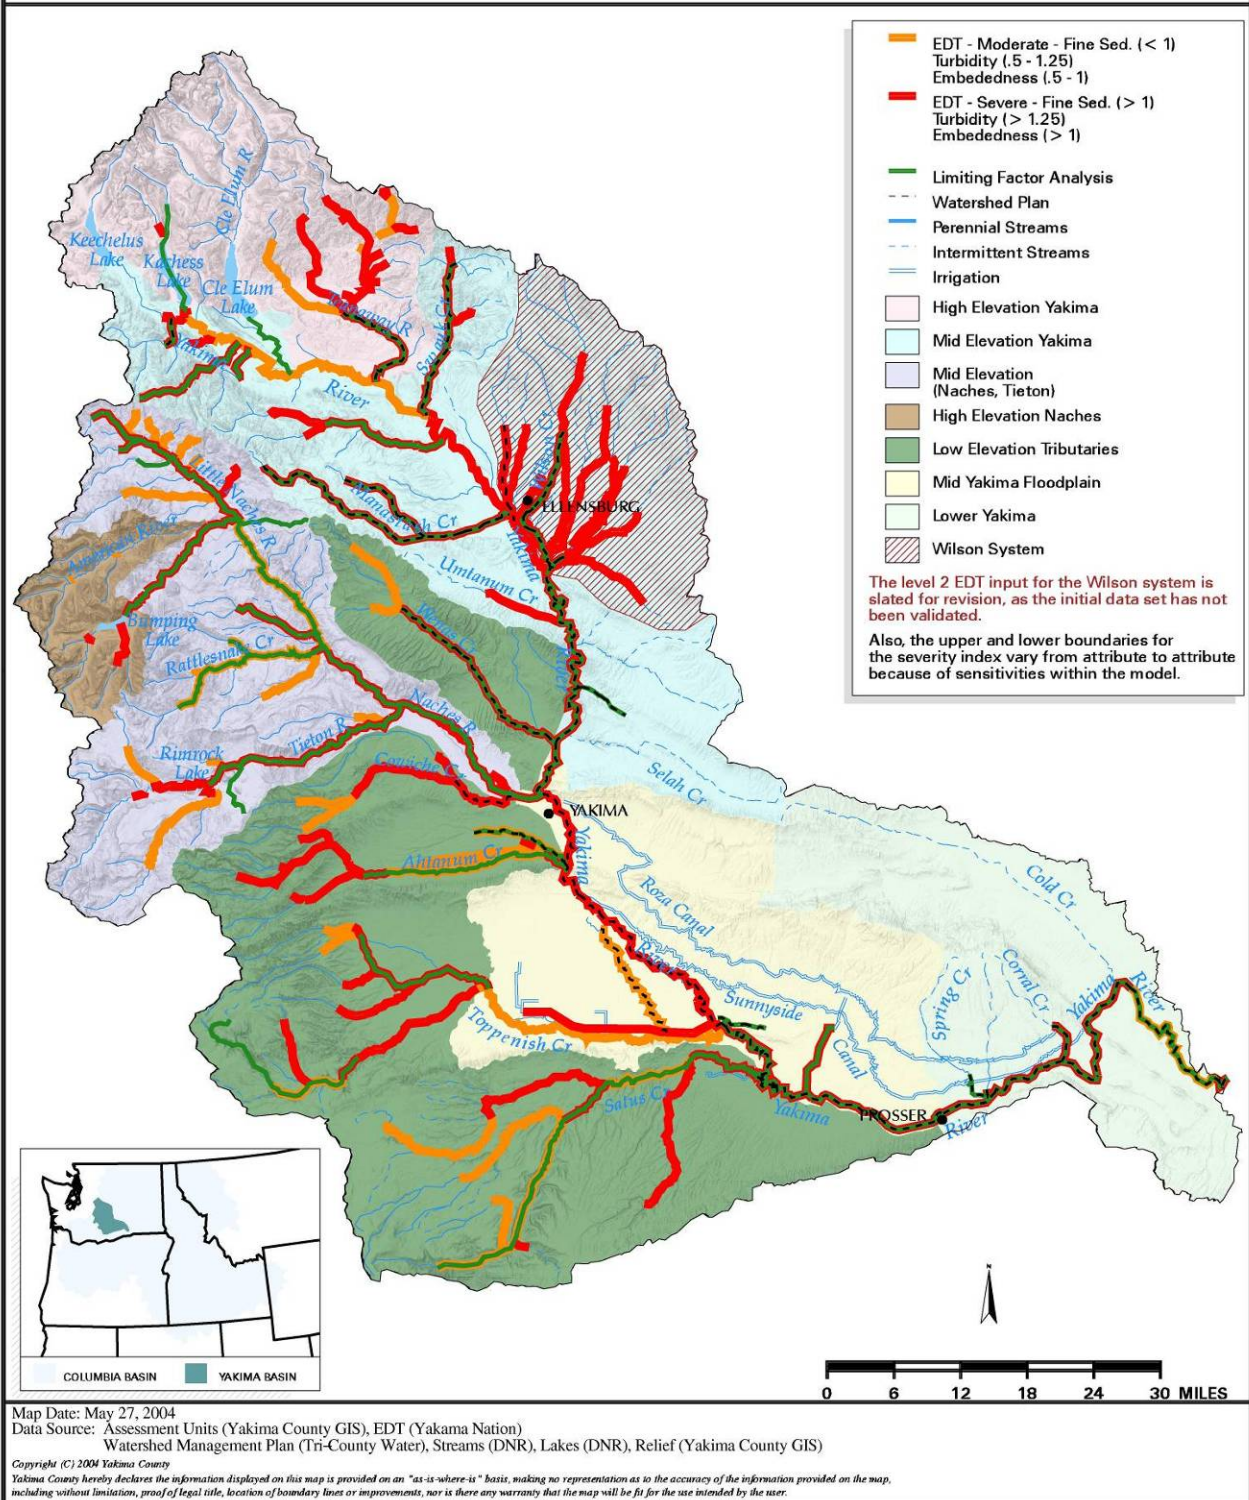 EDT - Moderate - Fine Sed. (< 1)
Turbidity (.5 - 1.25)
Embededness (.5 - 1)
EDT - Severe - Fine Sed. (> 1)
Turbidity (> 1.25)
Embededness (> 1)
Limiting Factor Analysis
Watershed Plan
Perennial Streams
Intermittent Streams
Irrigation
High Elevation Yakima
Mid Elevation Yakima
Mid Elevation
(Naches, Tieton)
High Elevation Naches
Low Elevation Tributaries
Mid Yakima Floodplain
Lower Yakima
Wilson System
The level 2 EDT input for the Wilson system is
slated for revision, as the initial data set has not
been validated.
Also, the upper and lower boundaries for
the severity index vary from attribute to attribute
because of sensitivities within the model.
Cle Elum R
Keechelus
Lake
Kachess
Lake
Cle Elum
Lake
Teanaway R
Swauk Cr
Yakima
River
Wilson Cr
ELLENSBURG
Little Naches R
Manastash Cr
American River
Yakima
Umtanum Cr
Bumping
Lake
Wenas Cr
Rattlesnake Cr
River
Naches R
Tieton R
Rimrock
Lake
Cowiche Cr
Selah Cr
YAKIMA
Yakima
Ahtanum Cr
Roza Canal
Cold Cr
River
Sunnyside
Canal
Spring Cr
Corral Cr
Yakima
River
Toppenish Cr
Satus Cr
Yakima
PROSSER
River
COLUMBIA BASIN
YAKIMA BASIN
N
0 6 12 18 24 30 MILES
Map Date: May 27, 2004
Data Source: Assessment Units (Yakima County GIS), EDT (Yakama Nation)
Watershed Management Plan (Tri-County Water), Streams (DNR), Lakes (DNR), Relief (Yakima County GIS)
Copyright (C) 2004 Yakima County
Yakima County hereby declares the information displayed on this map is provided on an "as-is-where-is" basis, making no representation as to the accuracy of the information provided on the map,
including without limitation, proof of legal title, location of boundary lines or improvements, nor is there any warranty that the map will be fit for the use intended by the user.